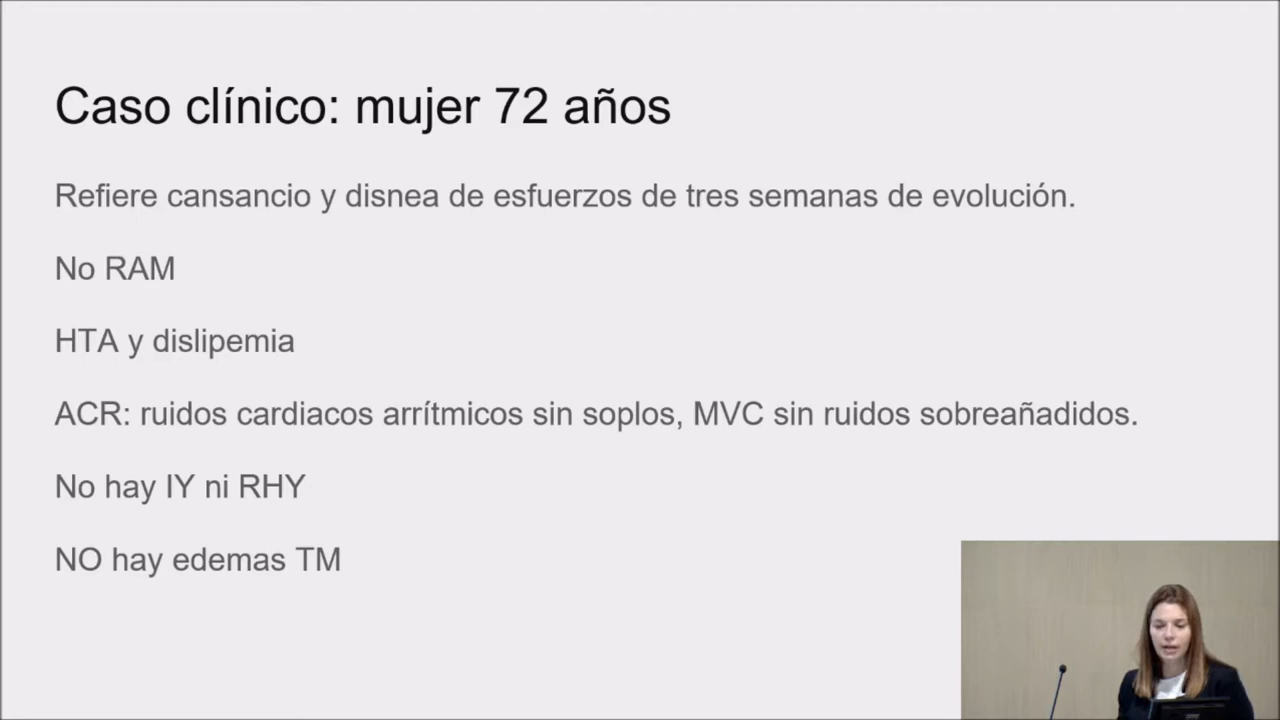 Caso clínico: mujer 72 años
Refiere cansancio y disnea de esfuerzos de tres semanas de evolución.
No RAM
HTA y dislipemia
ACR: ruidos cardiacos arrítmicos sin soplos, MVC sin ruidos sobreañadidos.
No hay IY ni RHY
NO hay edemas TM